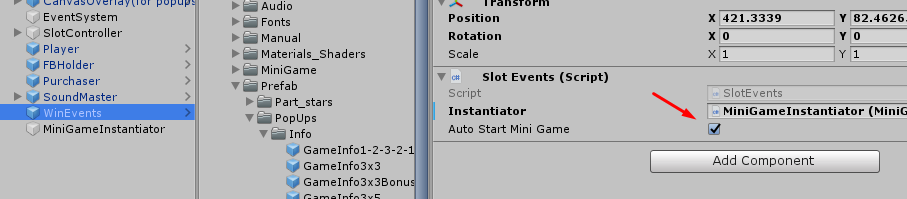 CanvasOverlay(for popups
EventSystem
SlotController
Player
FBHolder
Purchaser
SoundMaster
WinEvents
MiniGameInstantiator
Audio
Fonts
Manual
Materials_Shaders
MiniGame
Prefab
Part_stars
PopUps
Info
GameInfo1-2-3-2-1
GameInfo3x3
GameInfo3x3Bonus
GameInfo3x5
Transform
Position X 421.3339 Y 82.4626
Rotation X 0 Y 0
Scale X 1 Y 1
Slot Events (Script)
Script SlotEvents
Instantiator MiniGameInstantiator (MiniG
Auto Start Mini Game
Add Component